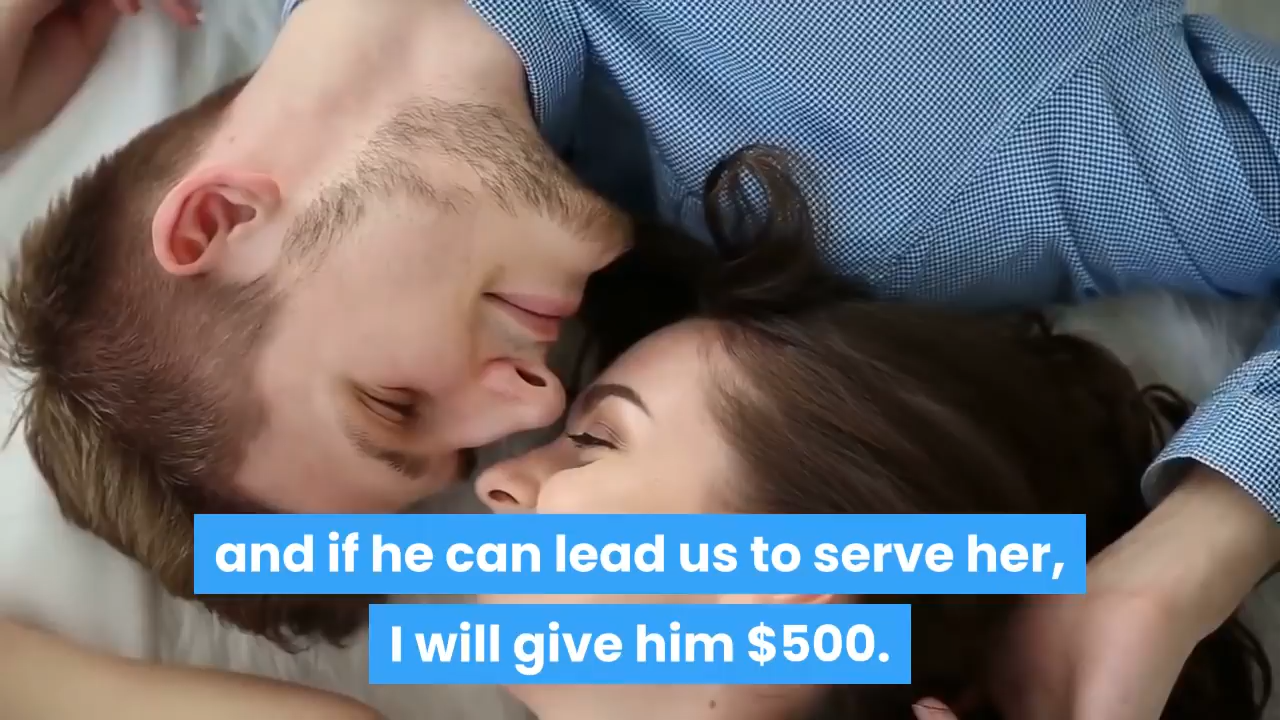 and if he can lead us to serve her,
I will give him $500.